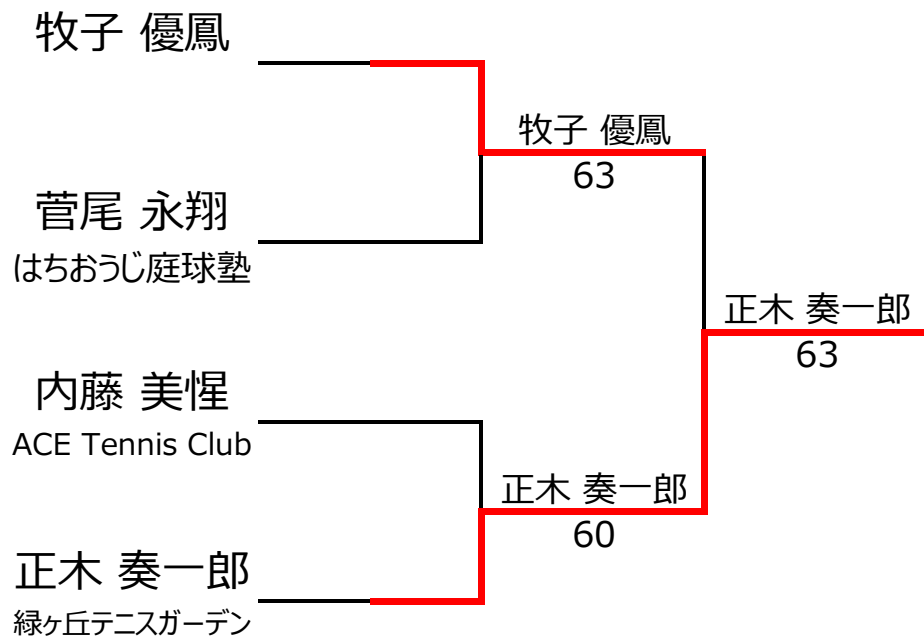 牧子 優鳳
牧子 優鳳
63
菅尾 永翔
はちおうじ庭球塾
正木 奏一郎
63
内藤 美惺
ACE Tennis Club
正木 奏一郎
60
正木 奏一郎
緑ヶ丘テニスガーデン